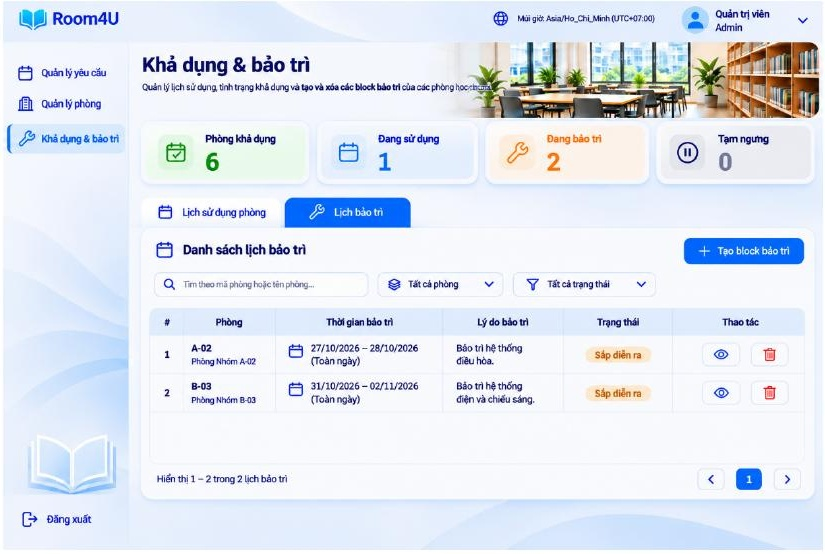 Room4U
Múi giờ: Asia/Ho_Chi_Minh (UTC+07:00)
Quản trị viên
Admin
Quản lý yêu cầu
Quản lý phòng
Khả dụng & bảo trì
Khả dụng & bảo trì
Quản lý lịch sử dụng, tình trạng khả dụng và tạo và xóa các block bảo trì của các phòng học
Phòng khả dụng
6
Đang sử dụng
1
Đang bảo trì
2
Tạm ngưng
0
Lịch sử dụng phòng
Lịch bảo trì
Danh sách lịch bảo trì
+ Tạo block bảo trì
Tìm theo mã phòng hoặc tên phòng...
Tất cả phòng
Tất cả trạng thái
# Phòng Thời gian bảo trì Lý do bảo trì Trạng thái Thao tác
1 A-02 27/10/2026 – 28/10/2026 Bảo trì hệ thống Sắp diễn ra
Phòng Nhóm A-02 (Toàn ngày) điều hòa.
2 B-03 31/10/2026 – 02/11/2026 Bảo trì hệ thống Sắp diễn ra
Phòng Nhóm B-03 (Toàn ngày) điện và chiếu sáng.
Hiển thị 1 – 2 trong 2 lịch bảo trì
1
Đăng xuất